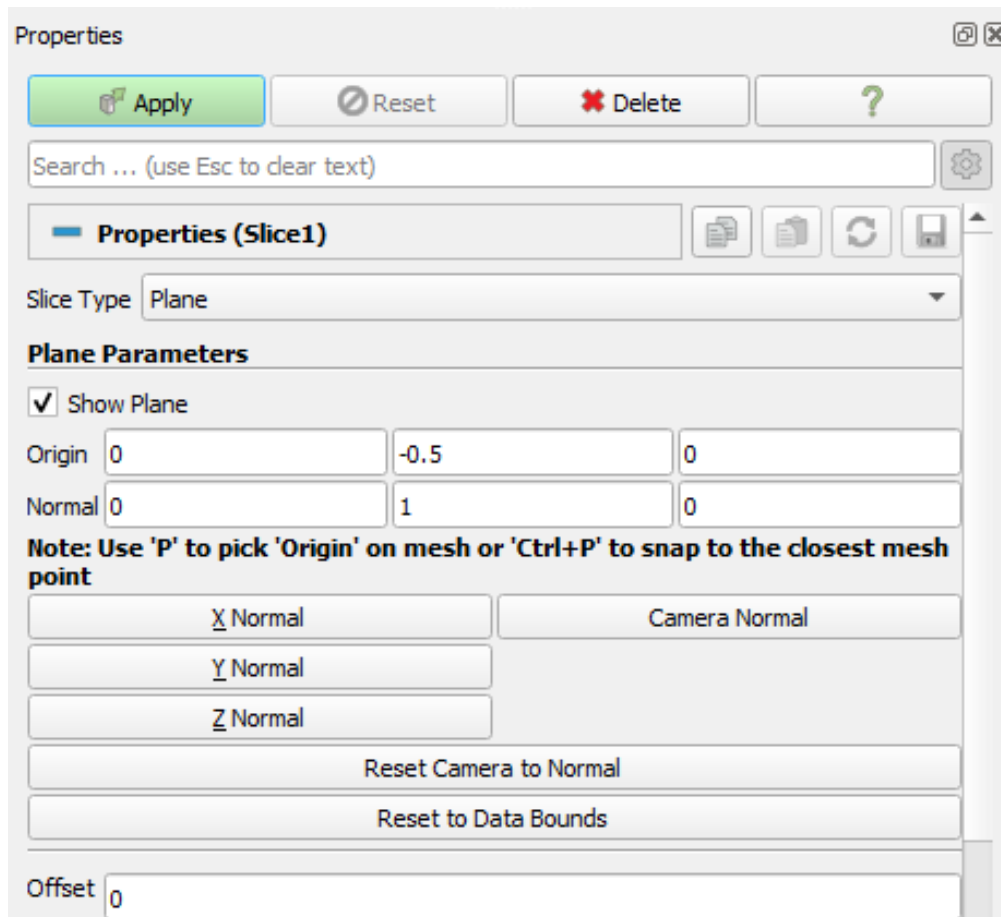 Properties
Apply Reset Delete ?
Search ... (use Esc to clear text)
Properties (Slice1)
Slice Type Plane
Plane Parameters
Show Plane
Origin 0 -0.5 0
Normal 0 1 0
Note: Use 'P' to pick 'Origin' on mesh or 'Ctrl+P' to snap to the closest mesh
point
X Normal Camera Normal
Y Normal
Z Normal
Reset Camera to Normal
Reset to Data Bounds
Offset 0